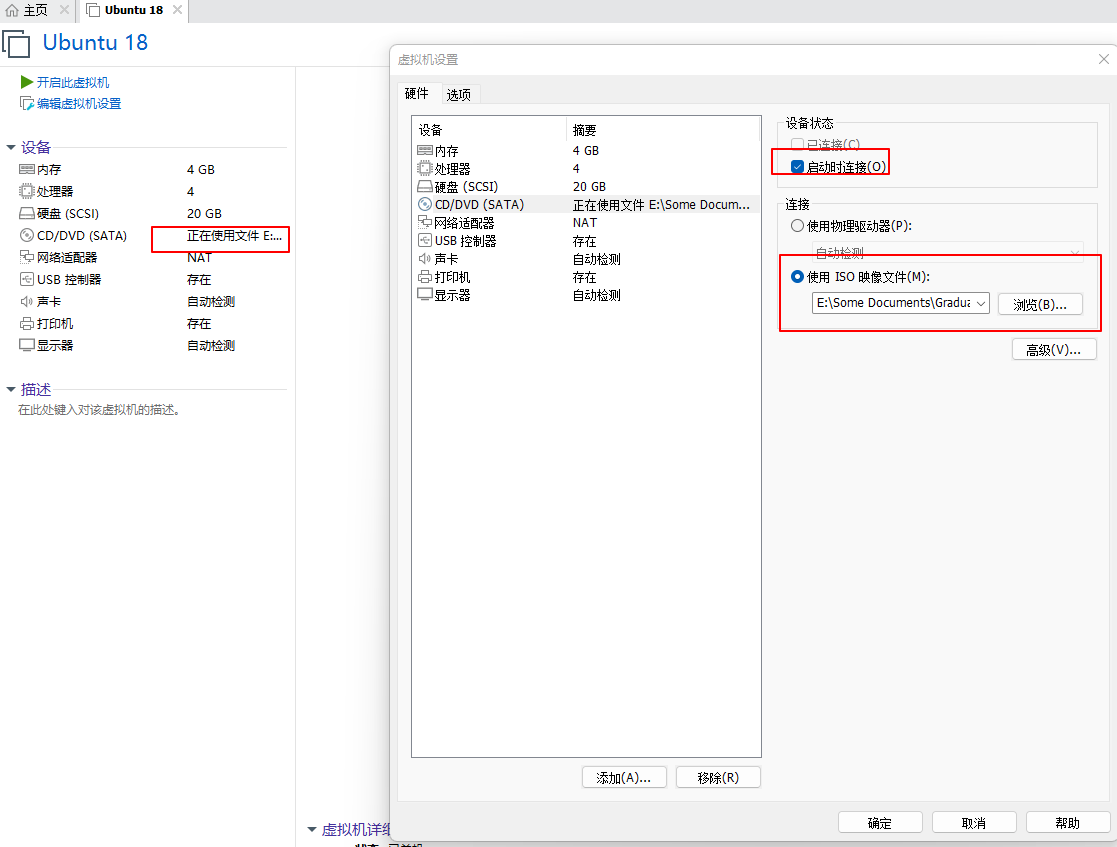 主页
Ubuntu 18
Ubuntu 18
开启此虚拟机
编辑虚拟机设置
设备
内存 4 GB
处理器 4
硬盘 (SCSI) 20 GB
CD/DVD (SATA) 正在使用文件 E:...
网络适配器 NAT
USB 控制器 存在
声卡 自动检测
打印机 存在
显示器 自动检测
描述
在此处键入对该虚拟机的描述。
虚拟机设置
硬件 选项
设备 摘要
内存 4 GB
处理器 4
硬盘 (SCSI) 20 GB
CD/DVD (SATA) 正在使用文件 E:\Some Docum...
网络适配器 NAT
USB 控制器 存在
声卡 自动检测
打印机 存在
显示器 自动检测
添加(A)... 移除(R)
设备状态
已连接(C)
启动时连接(O)
连接
使用物理驱动器(P):
自动检测
使用 ISO 映像文件(M):
E:\Some Documents\Gradua 浏览(B)...
高级(V)...
确定 取消 帮助
虚拟机详细
状态 已关机